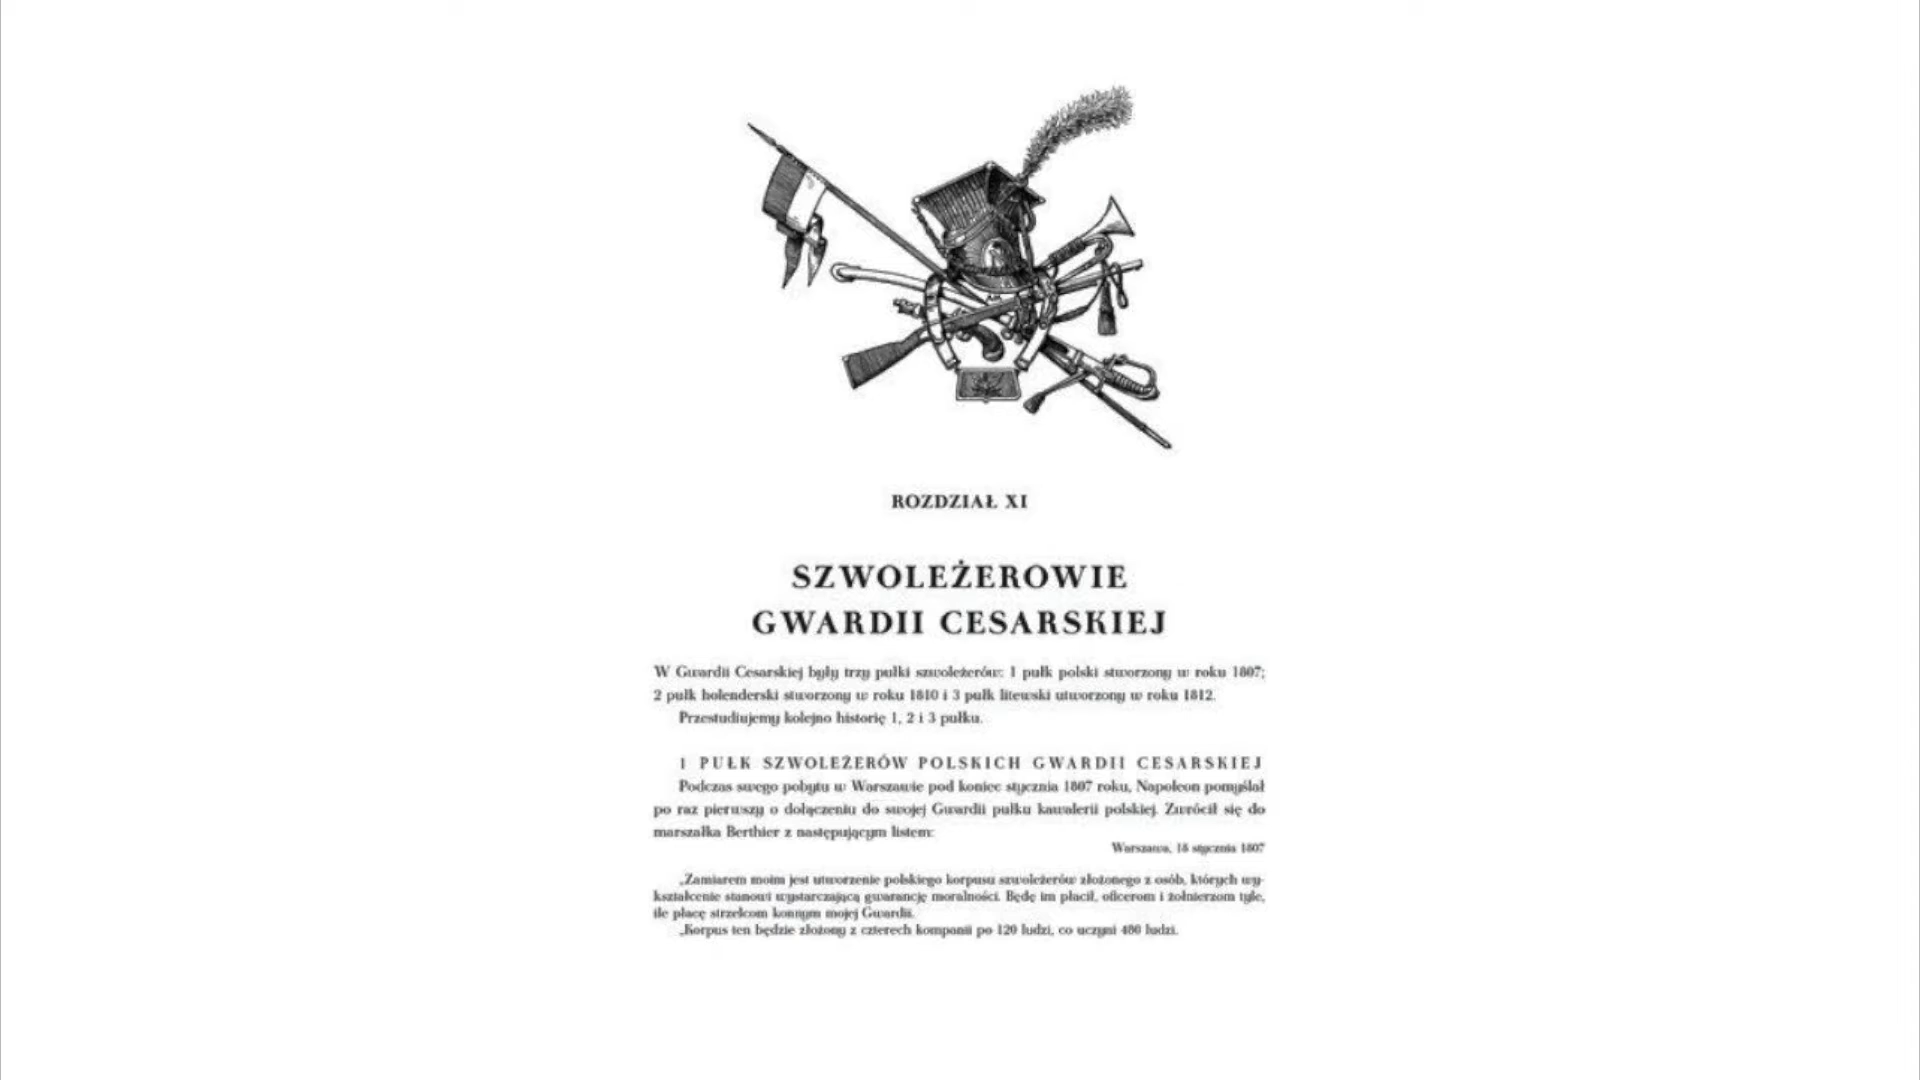 ROZDZIAŁ XI
SZWOLEŻEROWIE
GWARDII CESARSKIEJ
W Gwardii Cesarskiej były trzy pułki szwoleżerów: 1 pułk polski stworzony w roku 1807;
2 pułk holenderski stworzony w roku 1810 i 3 pułk litewski utworzony w roku 1812.
Przestudiujemy kolejno historię 1, 2 i 3 pułku.
1 PUŁK SZWOLEŻERÓW POLSKICH GWARDII CESARSKIEJ
Podczas swego pobytu w Warszawie pod koniec stycznia 1807 roku, Napoleon pomyślał
po raz pierwszy o dołączeniu do swojej Gwardii pułku kawalerii polskiej. Zwrócił się do
marszałka Berthier z następującym listem:
Warszawa, 18 stycznia 1807
„Zamiarem moim jest utworzenie polskiego korpusu szwoleżerów złożonego z osób, których wy-
kształcenie stanowi wystarczającą gwarancję moralności. Będę im płacił, oficerom i żołnierzom tyle,
ile płacę strzelcom konnym mojej Gwardii.
„Korpus ten będzie złożony z czterech kompanii po 120 ludzi, co uczyni 480 ludzi.